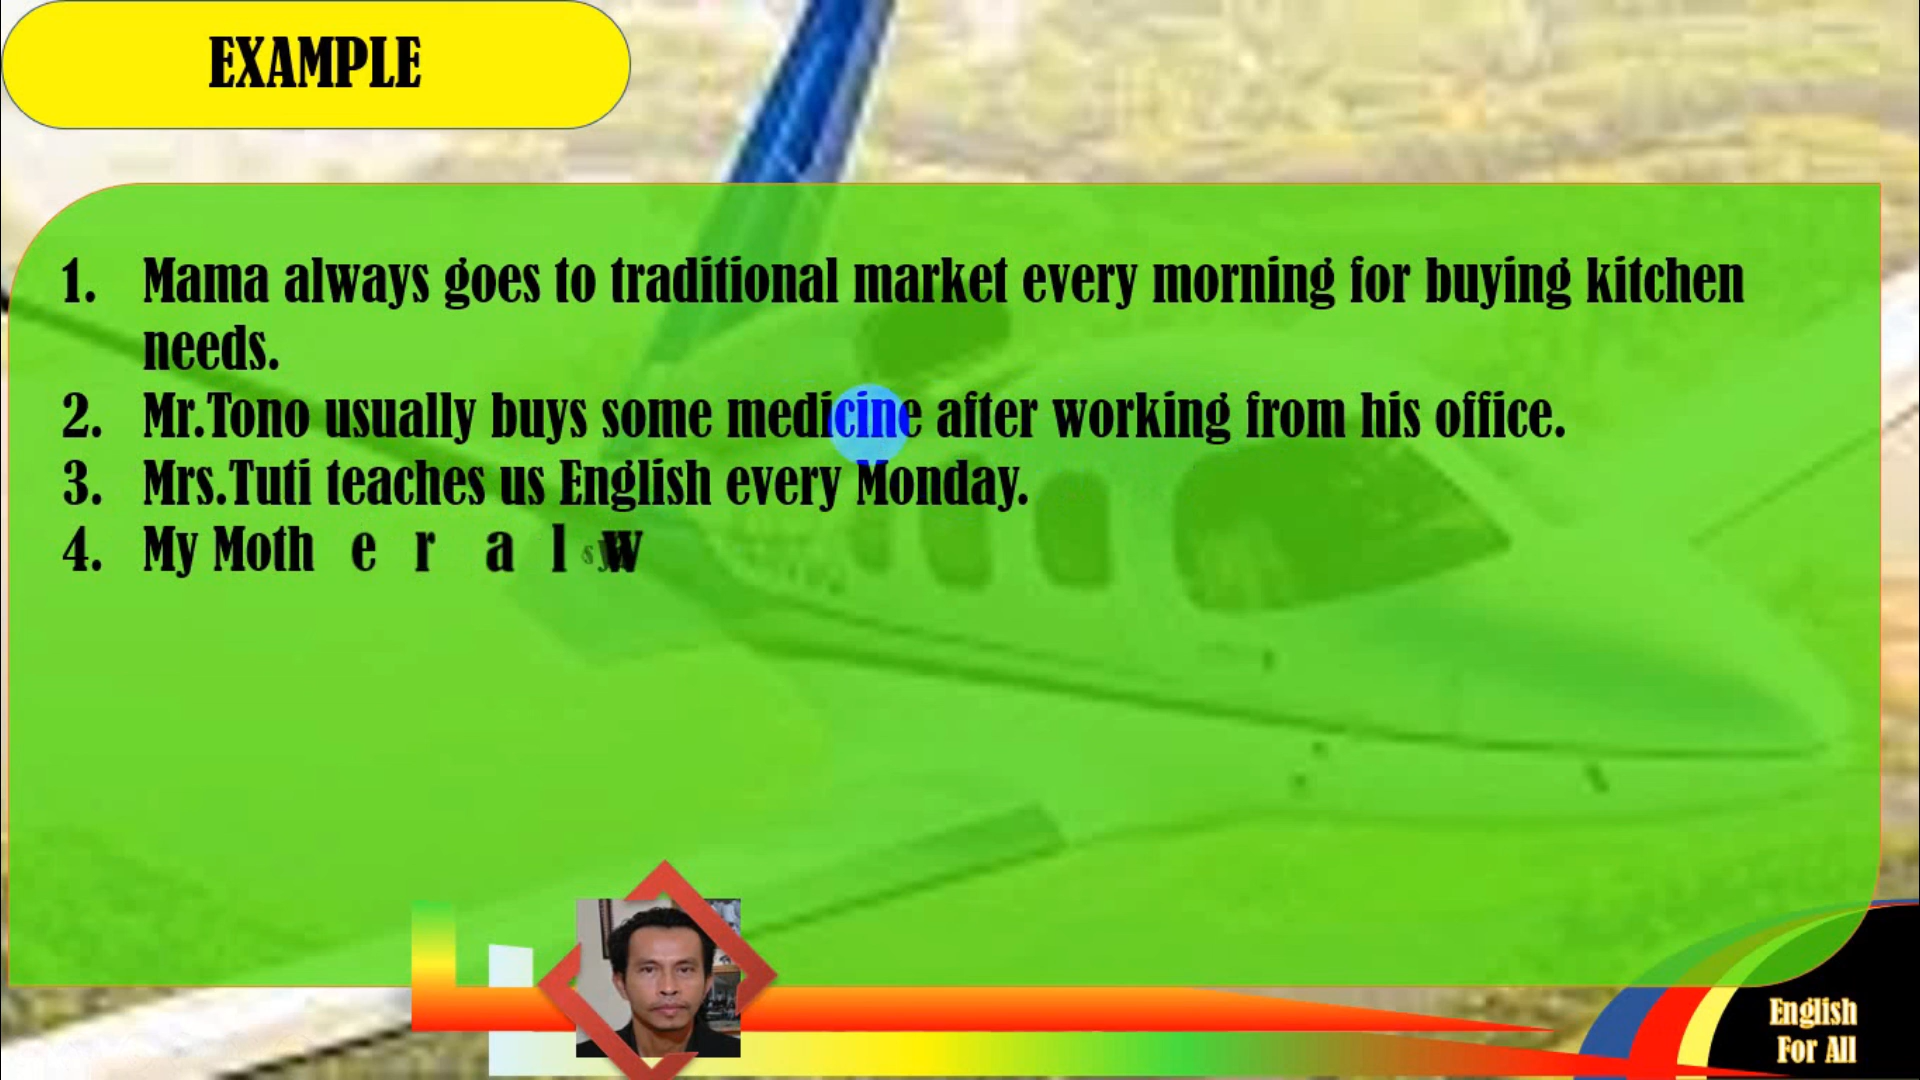 EXAMPLE
1. Mama always goes to traditional market every morning for buying kitchen
needs.
2. Mr.Tono usually buys some medicine after working from his office.
3. Mrs.Tuti teaches us English every Monday.
4. My Mother
English
For All